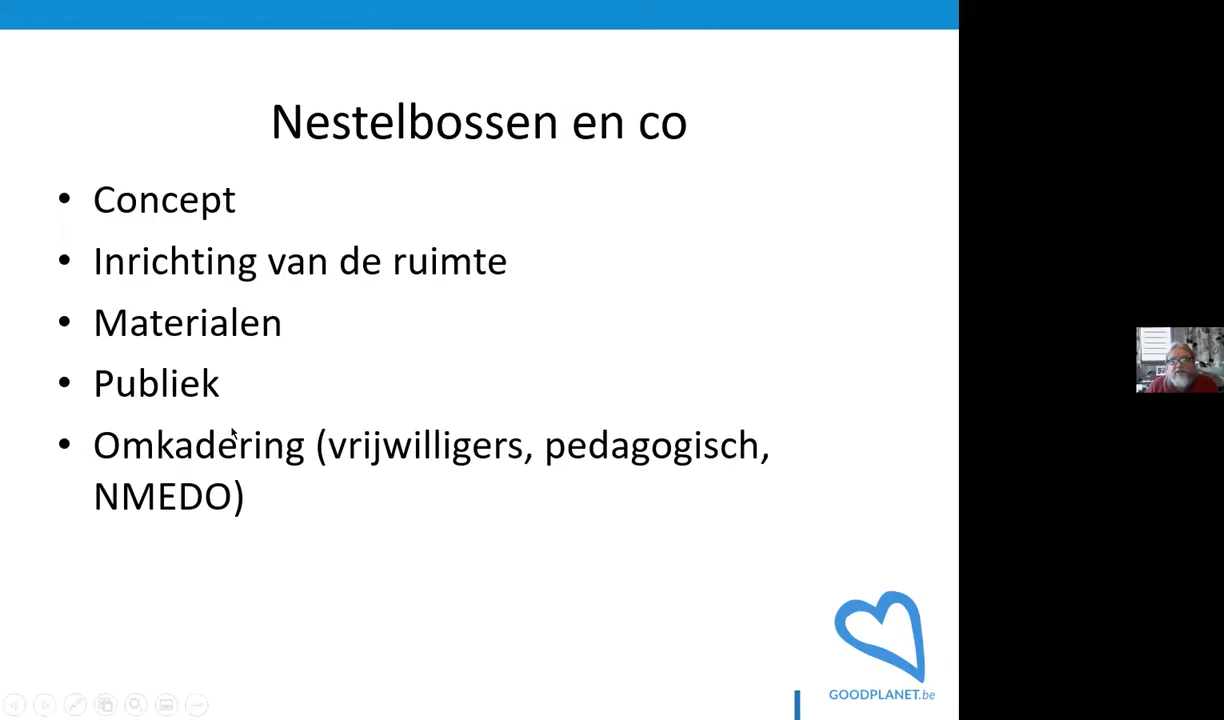 Nestelbossen en co
• Concept
• Inrichting van de ruimte
• Materialen
• Publiek
• Omkadering (vrijwilligers, pedagogisch,
NMEDO)
GOODPLANET.be